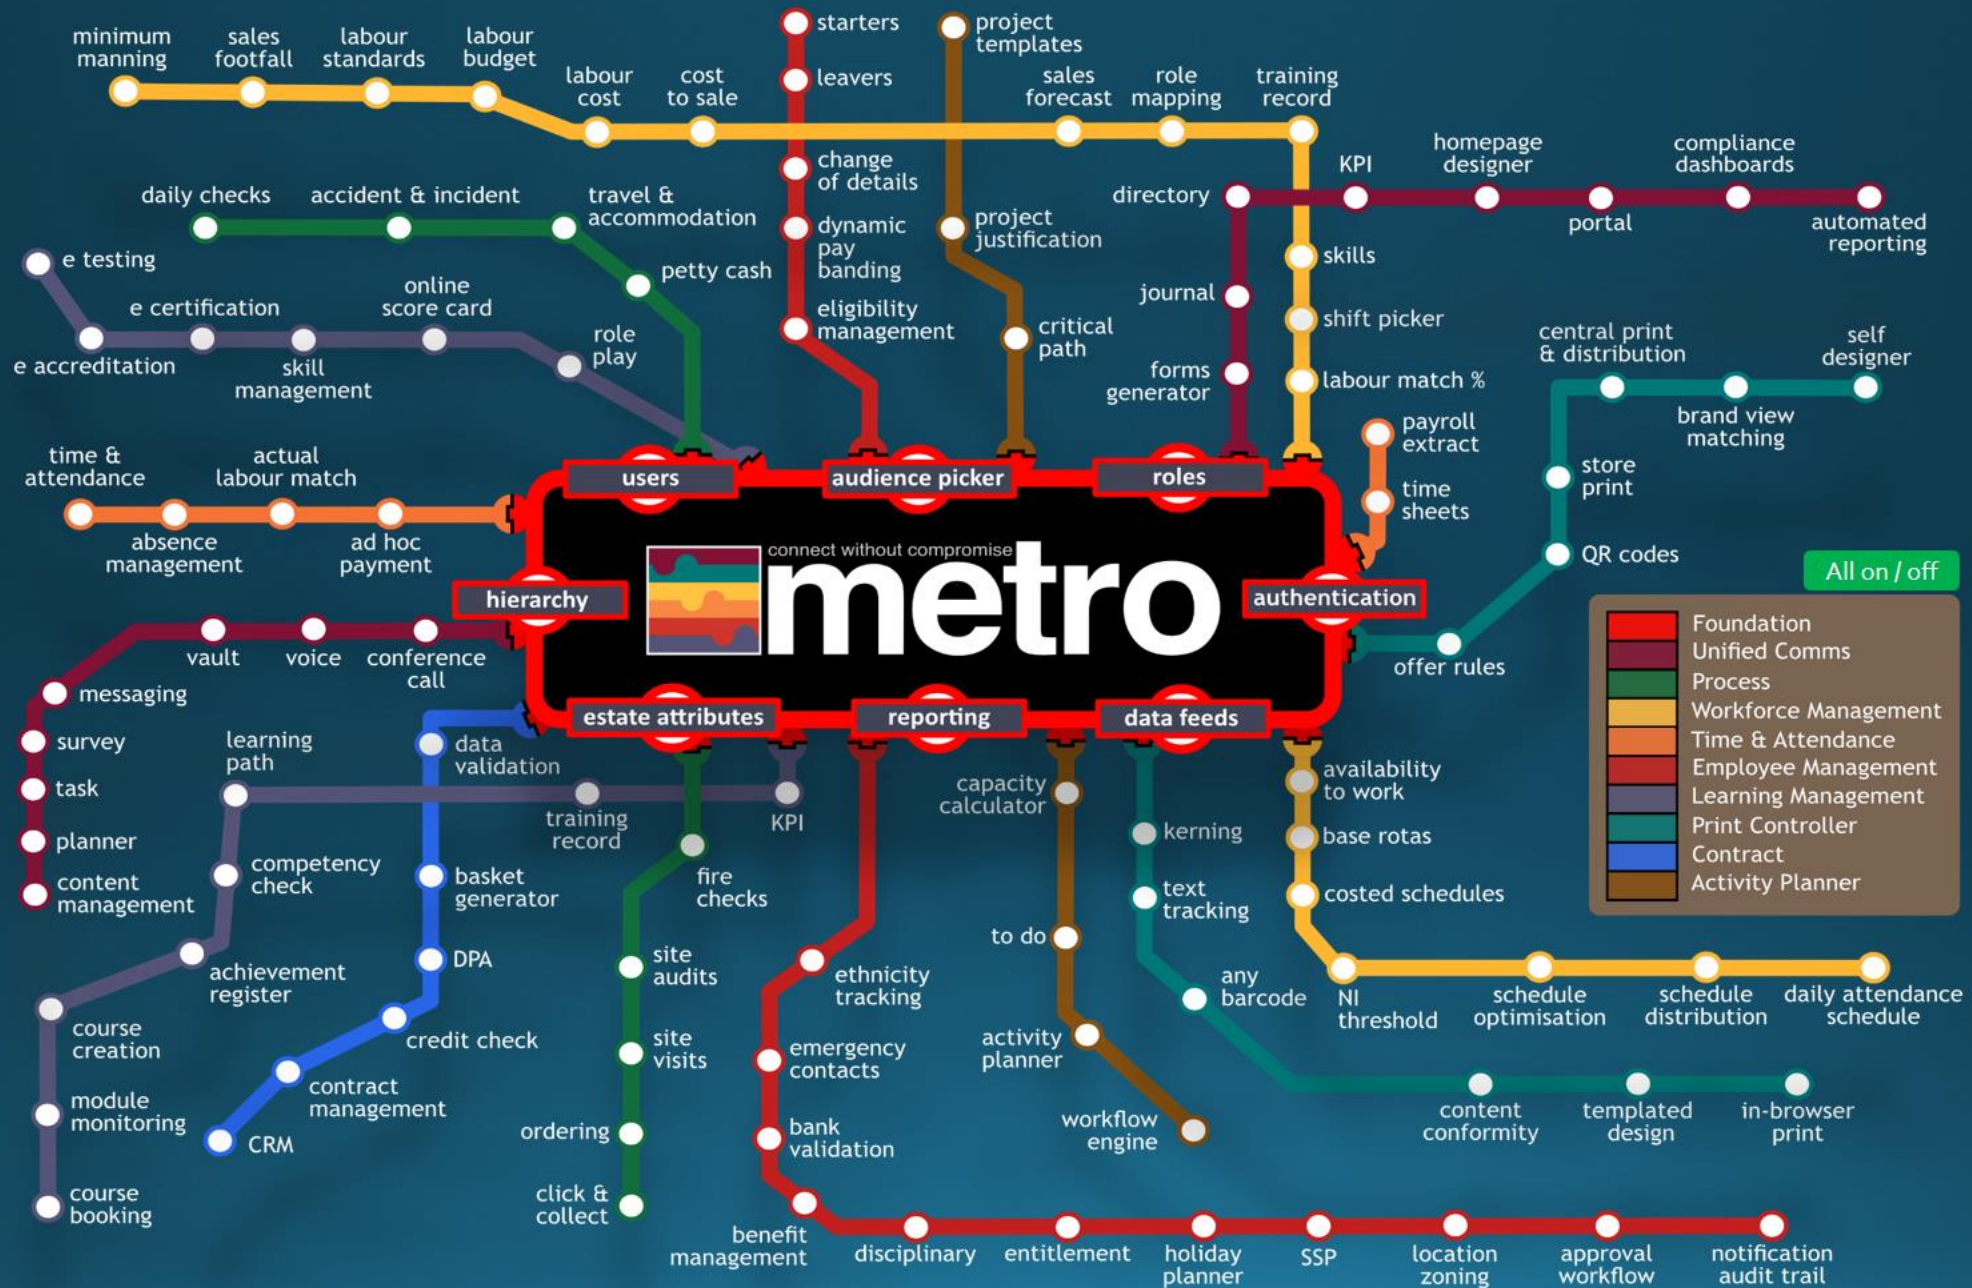 minimum
manning
sales
footfall
labour
standards
labour
budget
labour
cost
cost
to sale
starters
leavers
change
of details
dynamic
pay
banding
eligibility
management
project
templates
project
justification
critical
path
sales
forecast
role
mapping
training
record
skills
shift picker
labour match %
directory
journal
forms
generator
KPI
homepage
designer
portal
compliance
dashboards
automated
reporting
daily checks
accident & incident
travel &
accommodation
petty cash
e testing
e accreditation
e certification
skill
management
online
score card
role
play
central print
& distribution
brand view
matching
self
designer
store
print
QR codes
offer rules
payroll
extract
time
sheets
time &
attendance
absence
management
actual
labour match
ad hoc
payment
users
audience picker
roles
hierarchy
connect without compromise
metro
authentication
estate attributes
reporting
data feeds
All on / off
Foundation
Unified Comms
Process
Workforce Management
Time & Attendance
Employee Management
Learning Management
Print Controller
Contract
Activity Planner
vault
voice
conference
call
messaging
survey
task
planner
content
management
learning
path
training
record
KPI
competency
check
achievement
register
course
creation
module
monitoring
course
booking
data
validation
basket
generator
DPA
credit check
contract
management
CRM
fire
checks
site
audits
site
visits
ordering
click &
collect
ethnicity
tracking
emergency
contacts
bank
validation
benefit
management
disciplinary
entitlement
holiday
planner
SSP
location
zoning
approval
workflow
notification
audit trail
capacity
calculator
to do
activity
planner
workflow
engine
kerning
text
tracking
any
barcode
content
conformity
templated
design
in-browser
print
availability
to work
base rotas
costed schedules
NI
threshold
schedule
optimisation
schedule
distribution
daily attendance
schedule